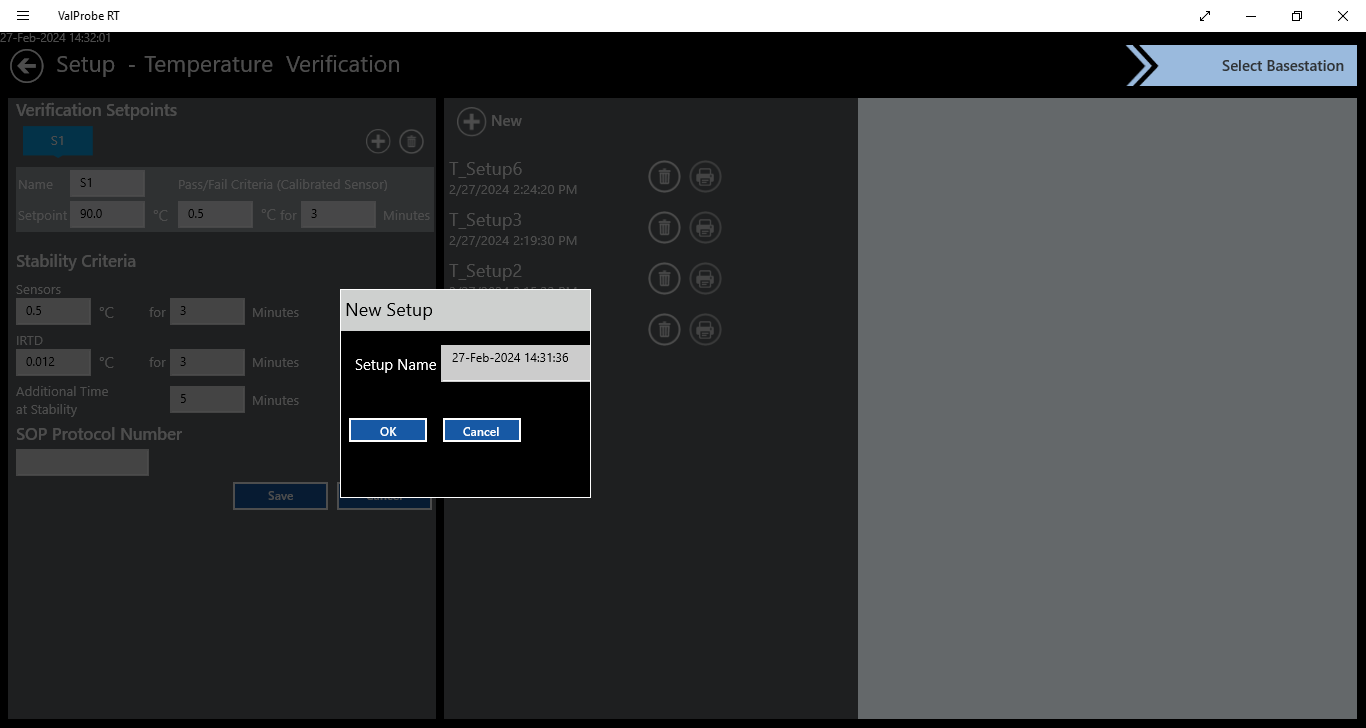 ValProbe RT
27-Feb-2024 14:32:01
Setup - Temperature Verification
Select Basestation
Verification Setpoints
S1
Name S1 Pass/Fail Criteria (Calibrated Sensor)
Setpoint 90.0 °C 0.5 °C for 3 Minutes
Stability Criteria
Sensors
0.5 °C for 3 Minutes
IRTD
0.012 °C for 3 Minutes
Additional Time
at Stability
5 Minutes
SOP Protocol Number
Save
New
T_Setup6
2/27/2024 2:24:20 PM
T_Setup3
2/27/2024 2:19:30 PM
T_Setup2
New Setup
Setup Name 27-Feb-2024 14:31:36
OK Cancel